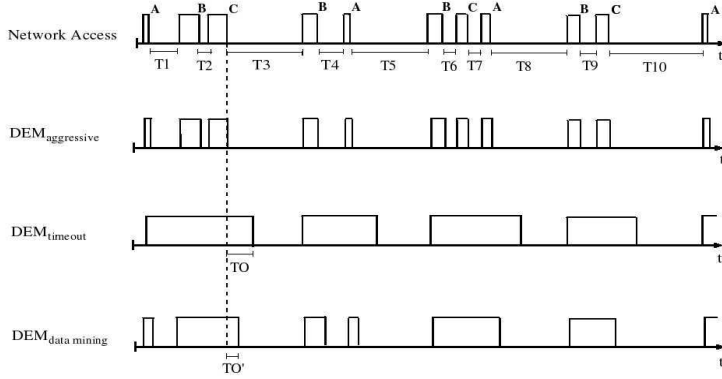 A B C B A B C A B C A
Network Access
t
T1 T2 T3 T4 T5 T6 T7 T8 T9 T10
DEMaggressive
t
DEMtimeout
t
TO
DEMdata mining
t
TO'